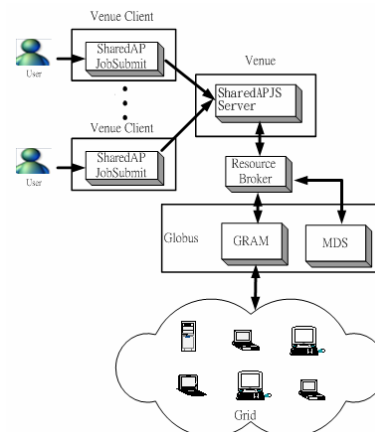 Venue Client
SharedAP
JobSubmit
User
Venue
SharedAPJS
Server
Venue Client
SharedAP
JobSubmit
User
Resource
Broker
Globus
GRAM
MDS
Grid